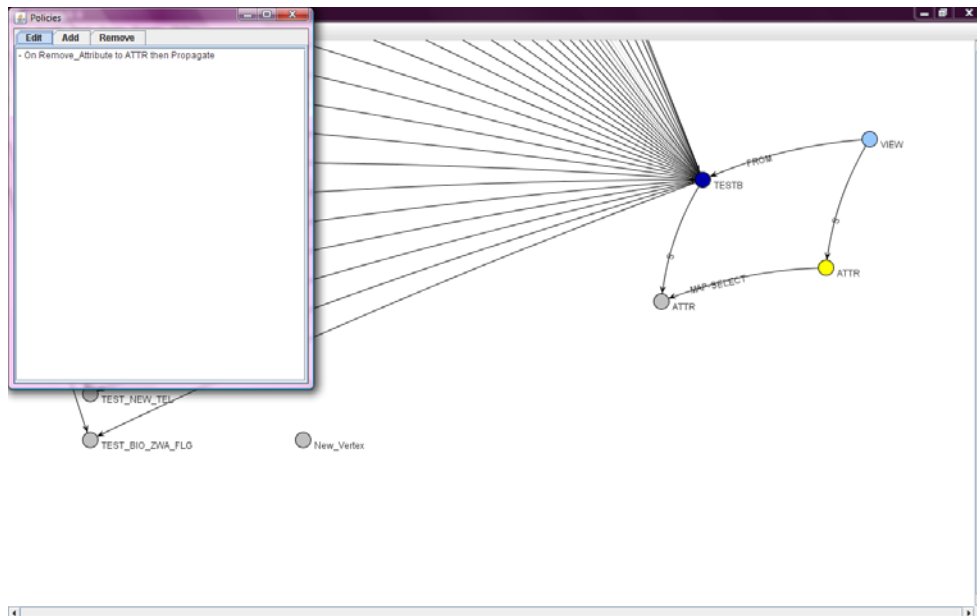 Policies
Edit Add Remove
- On Remove_Attribute to ATTR then Propagate
VIEW
FROM
TESTB
S
S
ATTR
MAP-SELECT
ATTR
TEST_NEW_TEL
TEST_BIO_ZWA_FLG
New_Vertex